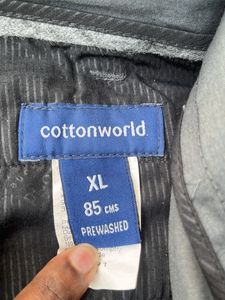 cottonworld
XL
85 CMS
PREWASHED